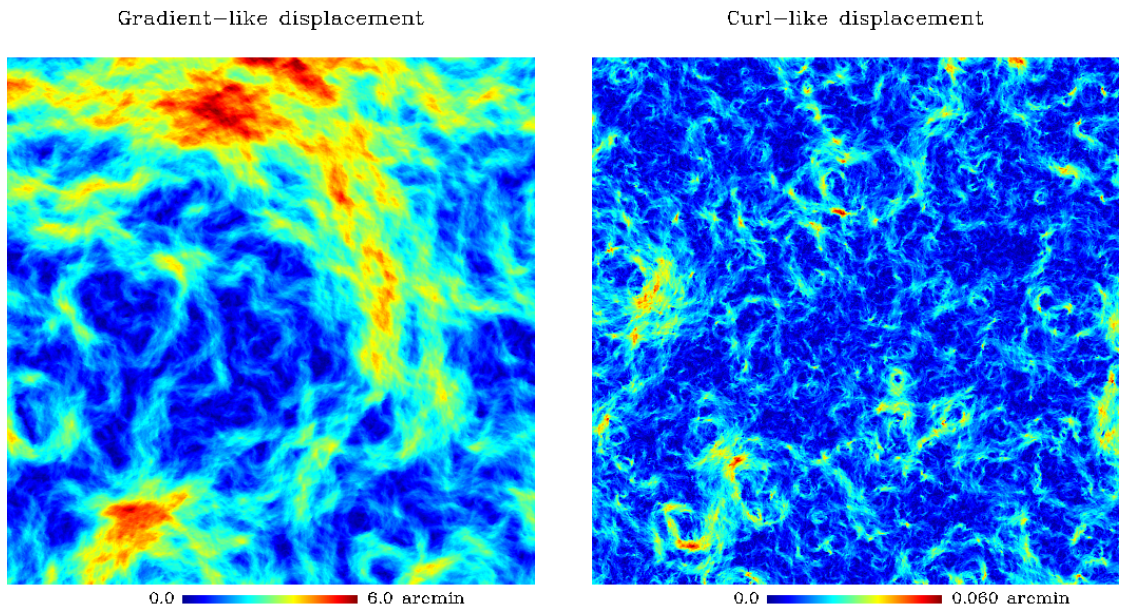 Gradient-like displacement
Curl-like displacement
0.0 6.0 arcmin
0.0 0.060 arcmin